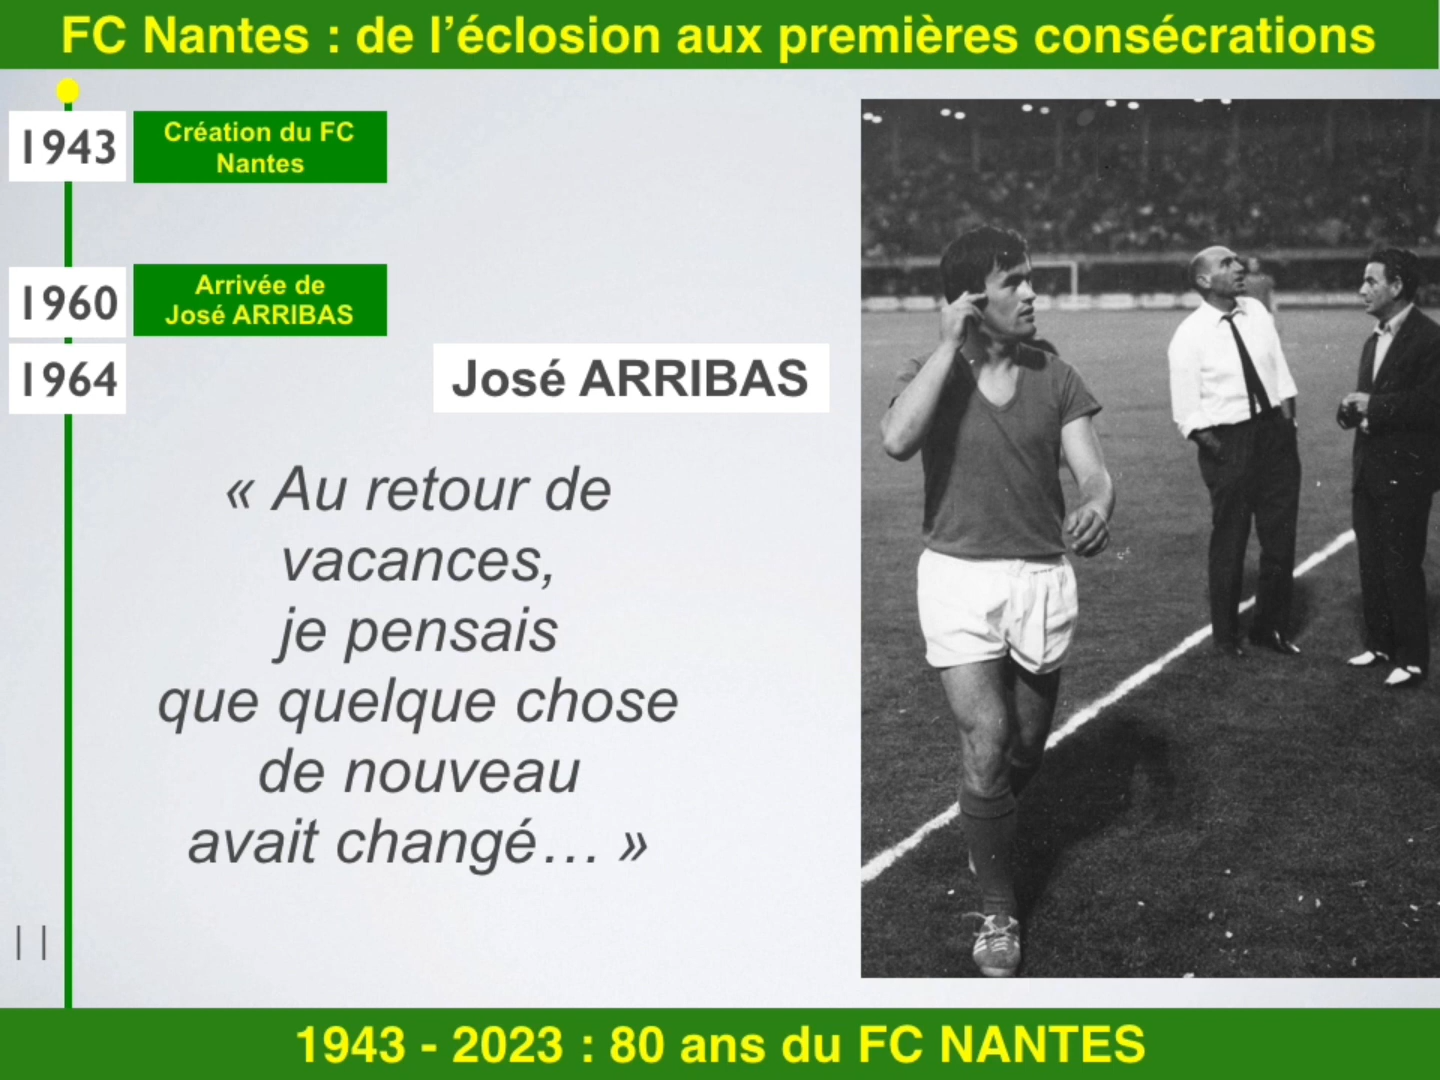 FC Nantes : de l’éclosion aux premières consécrations
1943
Création du FC
Nantes
1960
Arrivée de
José ARRIBAS
1964
José ARRIBAS
« Au retour de
vacances,
je pensais
que quelque chose
de nouveau
avait changé… »
11
1943 - 2023 : 80 ans du FC NANTES